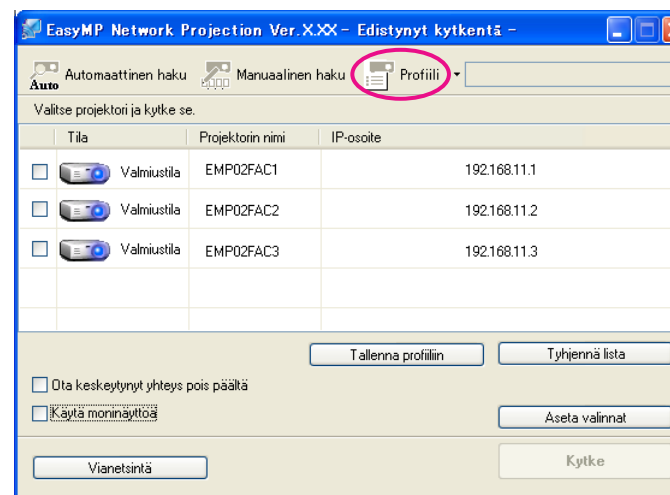 EasyMP Network Projection Ver.X.XX – Edistynyt kytkentä –
Auto Automaattinen haku Manuaalinen haku Profiili
Valitse projektori ja kytke se.
Tila Projektorin nimi IP-osoite
Valmiustila EMP02FAC1 192.168.11.1
Valmiustila EMP02FAC2 192.168.11.2
Valmiustila EMP02FAC3 192.168.11.3
Tallenna profiiliin Tyhjennä lista
Ota keskeytynyt yhteys pois päältä
Käytä moninäyttöä
Aseta valinnat
Vianetsintä Kytke